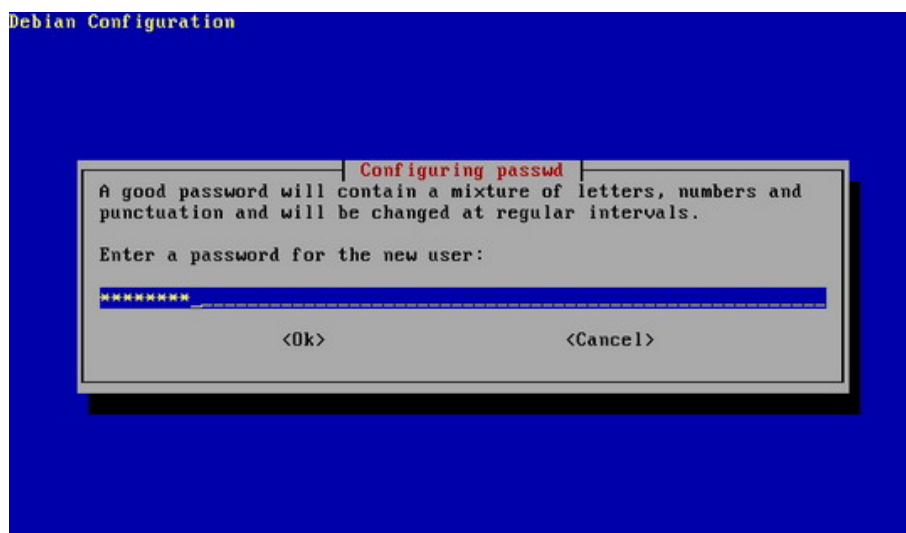 Debian Configuration
Configuring passwd
A good password will contain a mixture of letters, numbers and
punctuation and will be changed at regular intervals.
Enter a password for the new user:
********
<Ok> <Cancel>